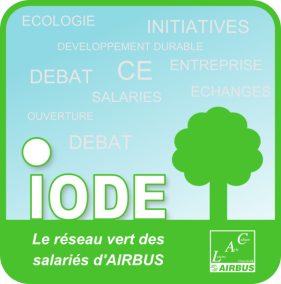 ECOLOGIE
INITIATIVES
DEVELOPPEMENT DURABLE
DEBAT
CE
ENTREPRISE
SALARIES
ECHANGES
OUVERTURE
DEBAT
iODE
Le réseau vert des
salariés d'AIRBUS
L A C
AIRBUS